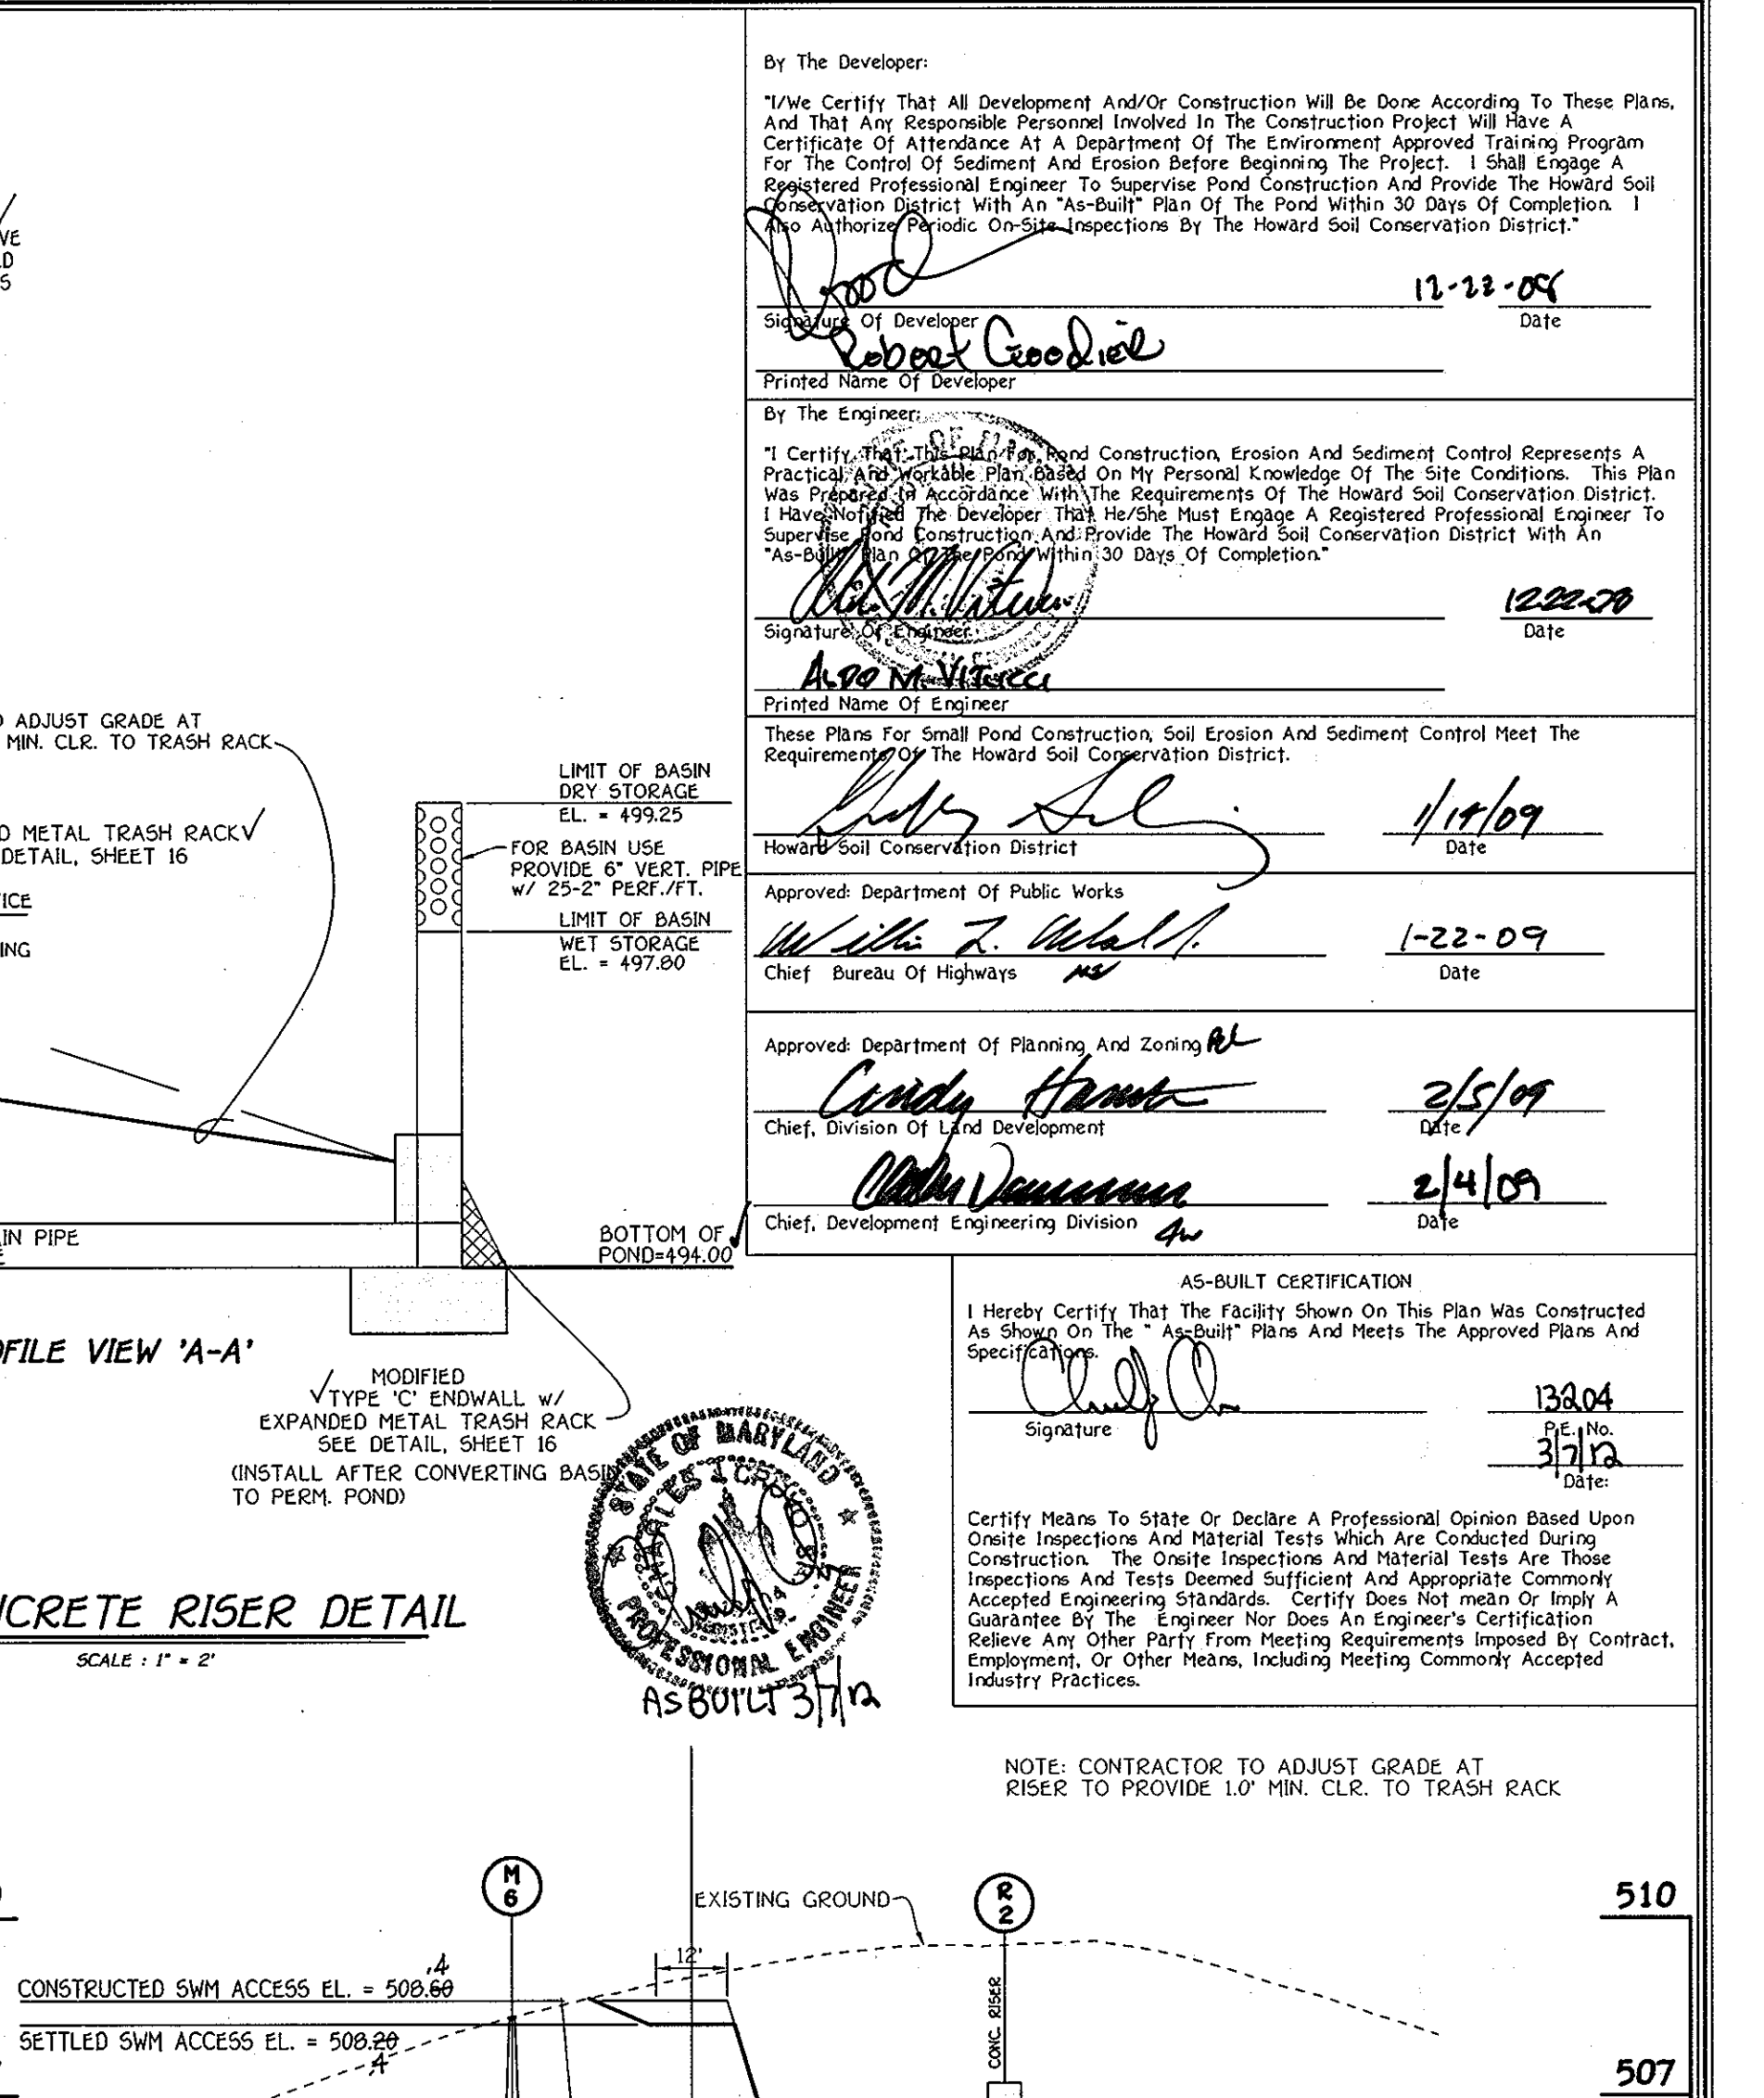 By The Developer:
"I/We Certify That All Development And/Or Construction Will Be Done According To These Plans,
And That Any Responsible Personnel Involved In The Construction Project Will Have A
Certificate Of Attendance At A Department Of The Environment Approved Training Program
For The Control Of Sediment And Erosion Before Beginning The Project. I Shall Engage A
Registered Professional Engineer To Supervise Pond Construction And Provide The Howard Soil
Conservation District With An "As-Built" Plan Of The Pond Within 30 Days Of Completion. I
Also Authorize Periodic On-Site Inspections By The Howard Soil Conservation District."
12-22-08
Signature Of Developer
Date
Robert Goodier
Printed Name Of Developer
By The Engineer:
"I Certify That This Plan For Pond Construction, Erosion And Sediment Control Represents A
Practical And Workable Plan Based On My Personal Knowledge Of The Site Conditions. This Plan
Was Prepared In Accordance With The Requirements Of The Howard Soil Conservation District.
I Have Notified The Developer That He/She Must Engage A Registered Professional Engineer To
Supervise Pond Construction And Provide The Howard Soil Conservation District With An
"As-Built" Plan Of The Pond Within 30 Days Of Completion."
Signature Of Engineer
Date
ALDO M. VITUCCI
Printed Name Of Engineer
These Plans For Small Pond Construction, Soil Erosion And Sediment Control Meet The
Requirements Of The Howard Soil Conservation District.
1/14/09
Howard Soil Conservation District
Date
Approved: Department Of Public Works
1-22-09
Chief Bureau Of Highways
Date
Approved: Department Of Planning And Zoning
Cindy
2/5/09
Chief, Division Of Land Development
Date
2/4/09
Chief, Development Engineering Division
Date
AS-BUILT CERTIFICATION
I Hereby Certify That The Facility Shown On This Plan Was Constructed
As Shown On The " As-Built" Plans And Meets The Approved Plans And
Specifications.
13204
Signature
P.E. No.
3/7/12
Date:
Certify Means To State Or Declare A Professional Opinion Based Upon
Onsite Inspections And Material Tests Which Are Conducted During
Construction. The Onsite Inspections And Material Tests Are Those
Inspections And Tests Deemed Sufficient And Appropriate Commonly
Accepted Engineering Standards. Certify Does Not mean Or Imply A
Guarantee By The Engineer Nor Does An Engineer's Certification
Relieve Any Other Party From Meeting Requirements Imposed By Contract,
Employment, Or Other Means, Including Meeting Commonly Accepted
Industry Practices.
VE
D
S
ADJUST GRADE AT
MIN. CLR. TO TRASH RACK
D METAL TRASH RACK
DETAIL, SHEET 16
ICE
ING
LIMIT OF BASIN
DRY STORAGE
EL. = 499.25
FOR BASIN USE
PROVIDE 6" VERT. PIPE
w/ 25-2" PERF./FT.
LIMIT OF BASIN
WET STORAGE
EL. = 497.80
IN PIPE
BOTTOM OF
POND=494.00
OFILE VIEW 'A-A'
MODIFIED
TYPE 'C' ENDWALL w/
EXPANDED METAL TRASH RACK
SEE DETAIL, SHEET 16
(INSTALL AFTER CONVERTING BASIN
TO PERM. POND)
STATE OF MARYLAND
PROFESSIONAL ENGINEER
AS BUILT 3/7/12
NCRETE RISER DETAIL
SCALE : 1" = 2'
NOTE: CONTRACTOR TO ADJUST GRADE AT
RISER TO PROVIDE 1.0' MIN. CLR. TO TRASH RACK
M
6
EXISTING GROUND
R
2
510
12'
.4
CONSTRUCTED SWM ACCESS EL. = 508.60
SETTLED SWM ACCESS EL. = 508.20
.4
CONC. RISER
507